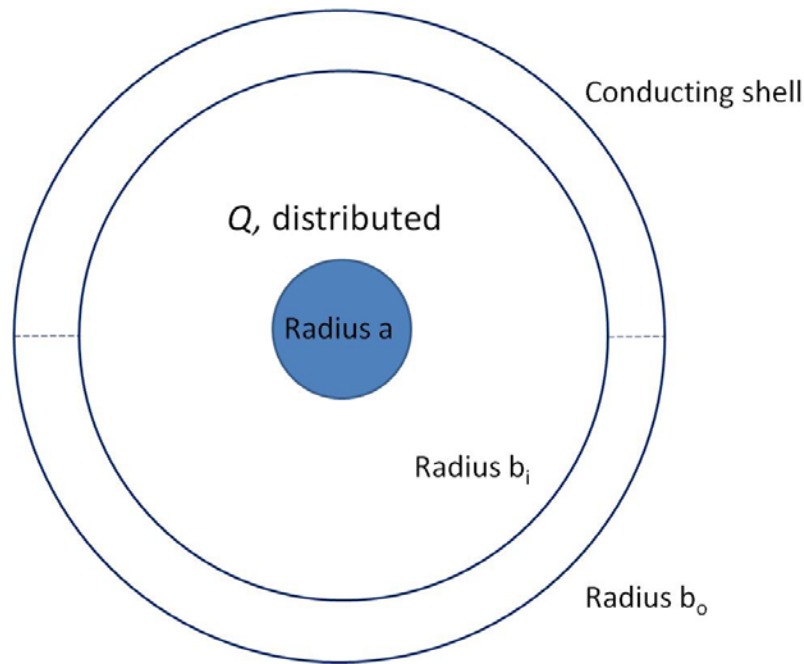 Conducting shell
Q, distributed
Radius a
Radius bᵢ
Radius bₒ